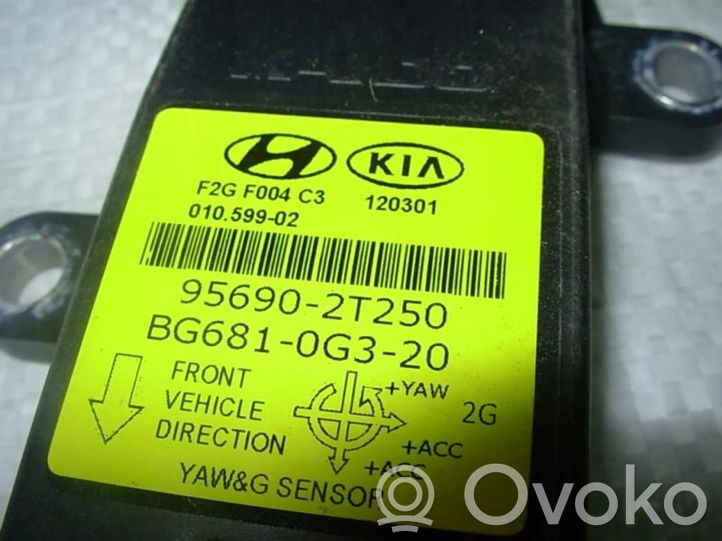 KIA
F2G F004 C3 120301
010.599-02
95690-2T250
BG681-0G3-20
FRONT
VEHICLE
DIRECTION
+YAW
2G
+ACC
+ACC
YAW&G SENSOR
Ovoko